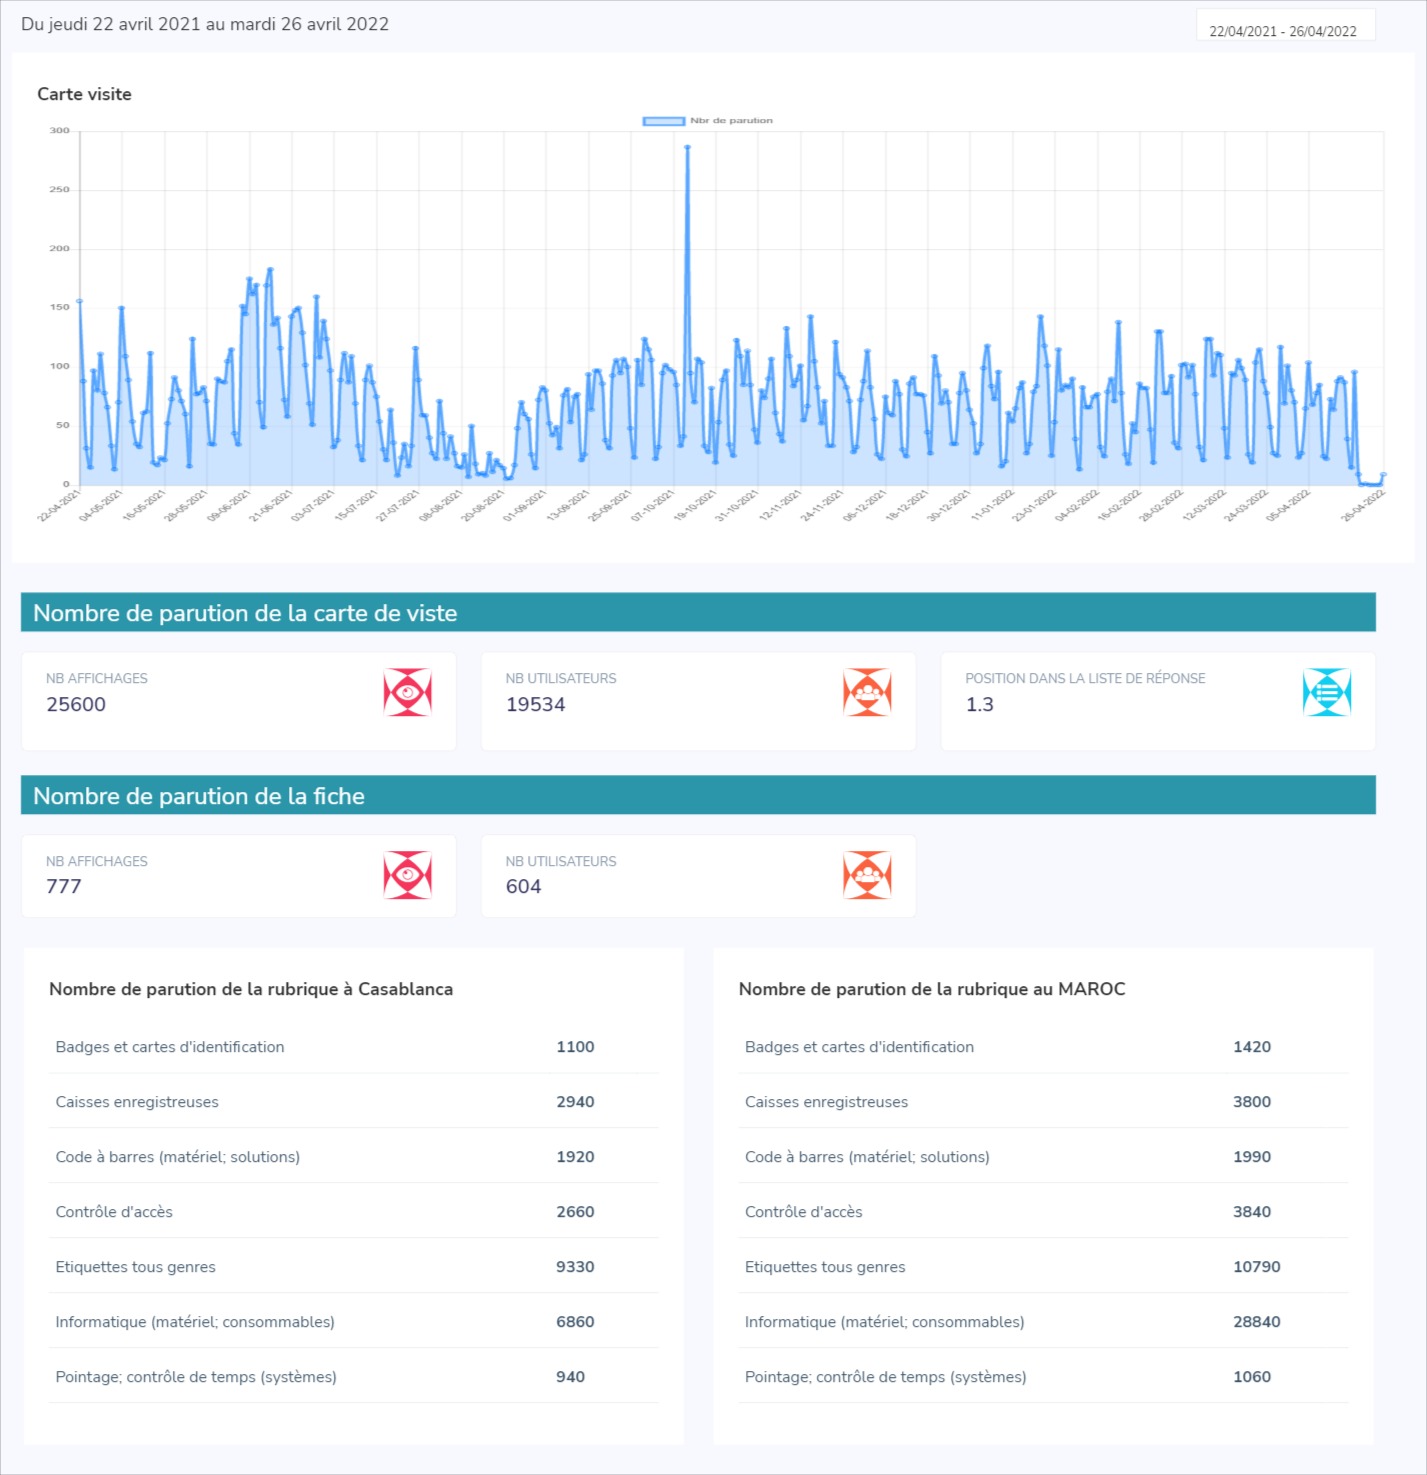 Du jeudi 22 avril 2021 au mardi 26 avril 2022
22/04/2021 - 26/04/2022
Carte visite
Nbr de parution
300
250
200
150
100
50
0
22-04-2021
04-05-2021
16-05-2021
28-05-2021
09-06-2021
21-06-2021
03-07-2021
15-07-2021
27-07-2021
08-08-2021
20-08-2021
01-09-2021
13-09-2021
25-09-2021
07-10-2021
19-10-2021
31-10-2021
12-11-2021
24-11-2021
06-12-2021
18-12-2021
30-12-2021
11-01-2022
23-01-2022
04-02-2022
16-02-2022
28-02-2022
12-03-2022
24-03-2022
05-04-2022
26-04-2022
Nombre de parution de la carte de viste
NB AFFICHAGES
25600
NB UTILISATEURS
19534
POSITION DANS LA LISTE DE RÉPONSE
1.3
Nombre de parution de la fiche
NB AFFICHAGES
777
NB UTILISATEURS
604
Nombre de parution de la rubrique à Casablanca
Badges et cartes d'identification 1100
Caisses enregistreuses 2940
Code à barres (matériel; solutions) 1920
Contrôle d'accès 2660
Etiquettes tous genres 9330
Informatique (matériel; consommables) 6860
Pointage; contrôle de temps (systèmes) 940
Nombre de parution de la rubrique au MAROC
Badges et cartes d'identification 1420
Caisses enregistreuses 3800
Code à barres (matériel; solutions) 1990
Contrôle d'accès 3840
Etiquettes tous genres 10790
Informatique (matériel; consommables) 28840
Pointage; contrôle de temps (systèmes) 1060